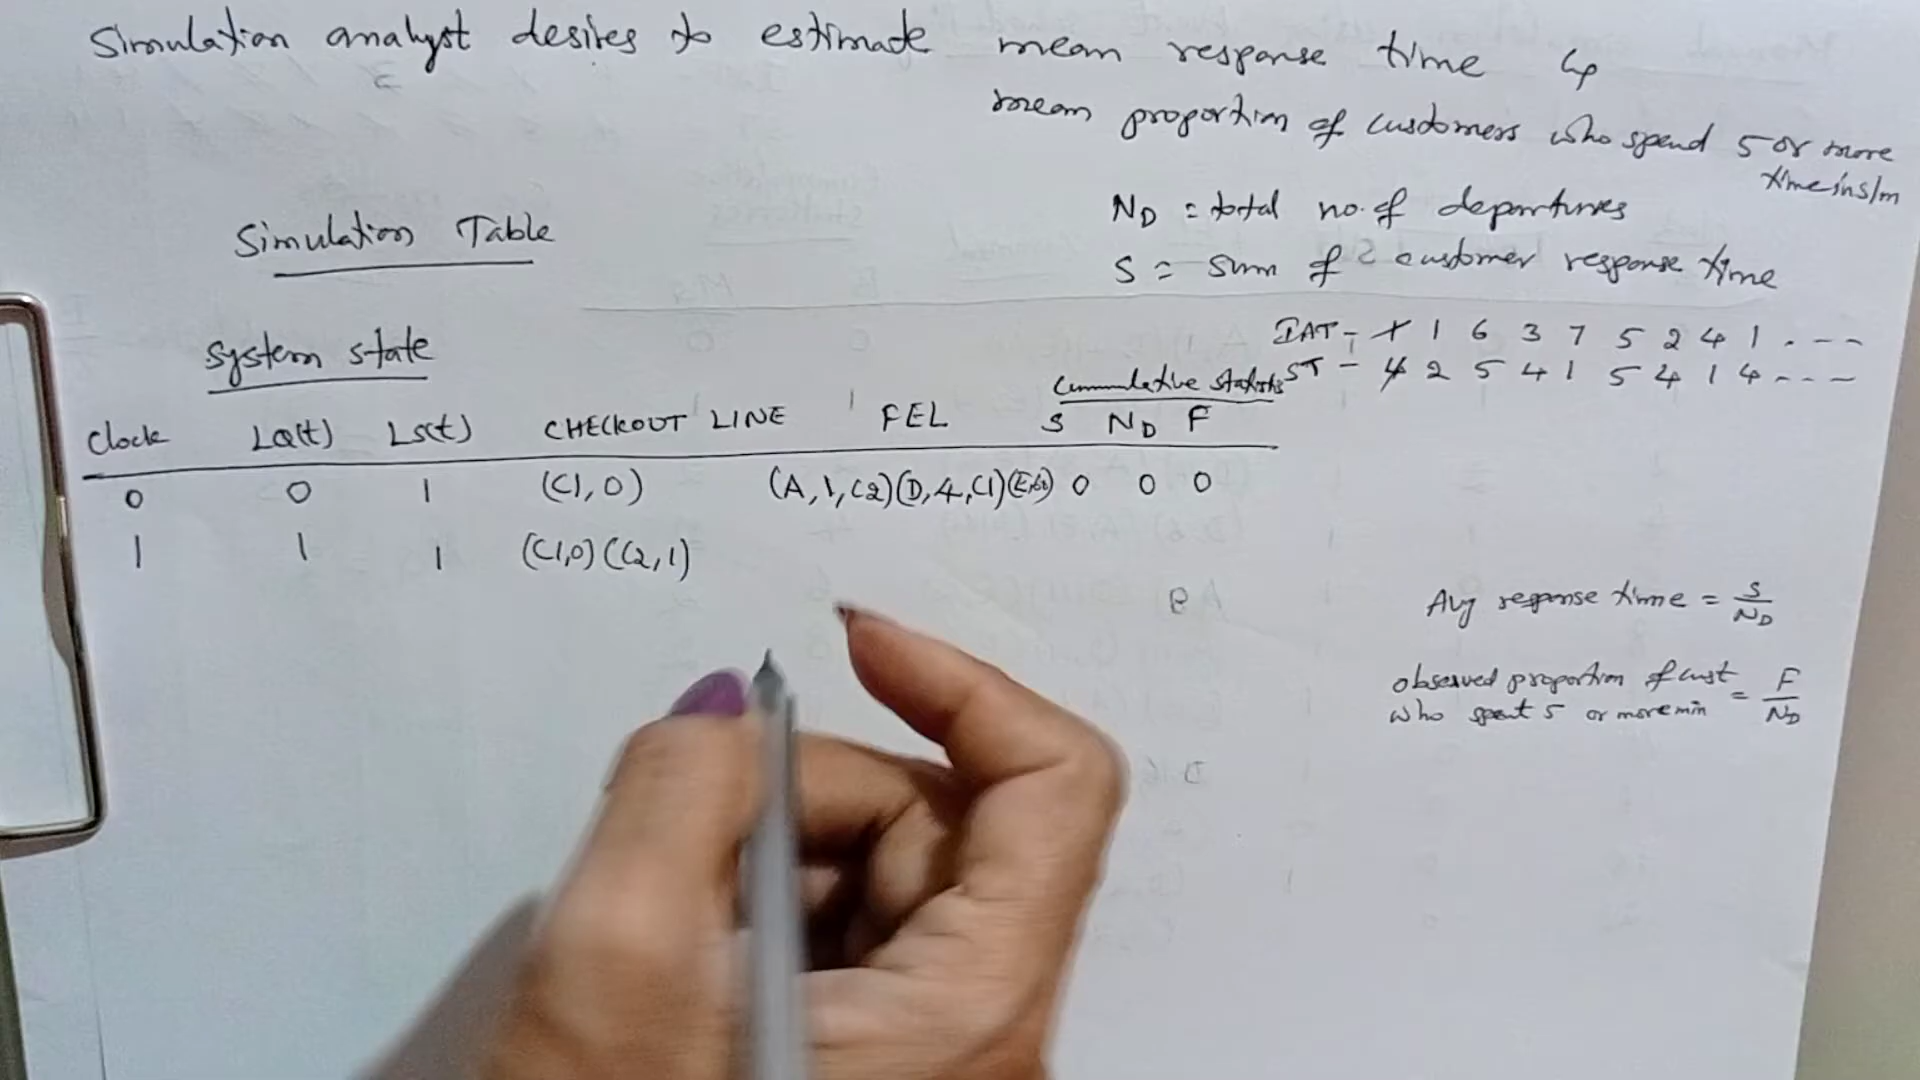 Simulation analyst desires to estimate mean response time &
mean proportion of customers who spend 5 or more
time in s/m
ND = total no. of departures
S = sum of customer response time
Simulation Table
IAT - 1 1 6 3 7 5 2 4 1 . - - -
ST - 4 2 5 4 1 5 4 1 4 - - - -
System state
Cummulative
Clock LQ(t) LS(t) CHECKOUT LINE FEL S ND F
0 0 1 (C1, 0) (A, 1, C2) (D, 4, C1) 0 0 0
1 1 1 (C1,0) (C2, 1)
Avg response time = S/ND
observed proportion of cust
who spent 5 or more min = F/ND